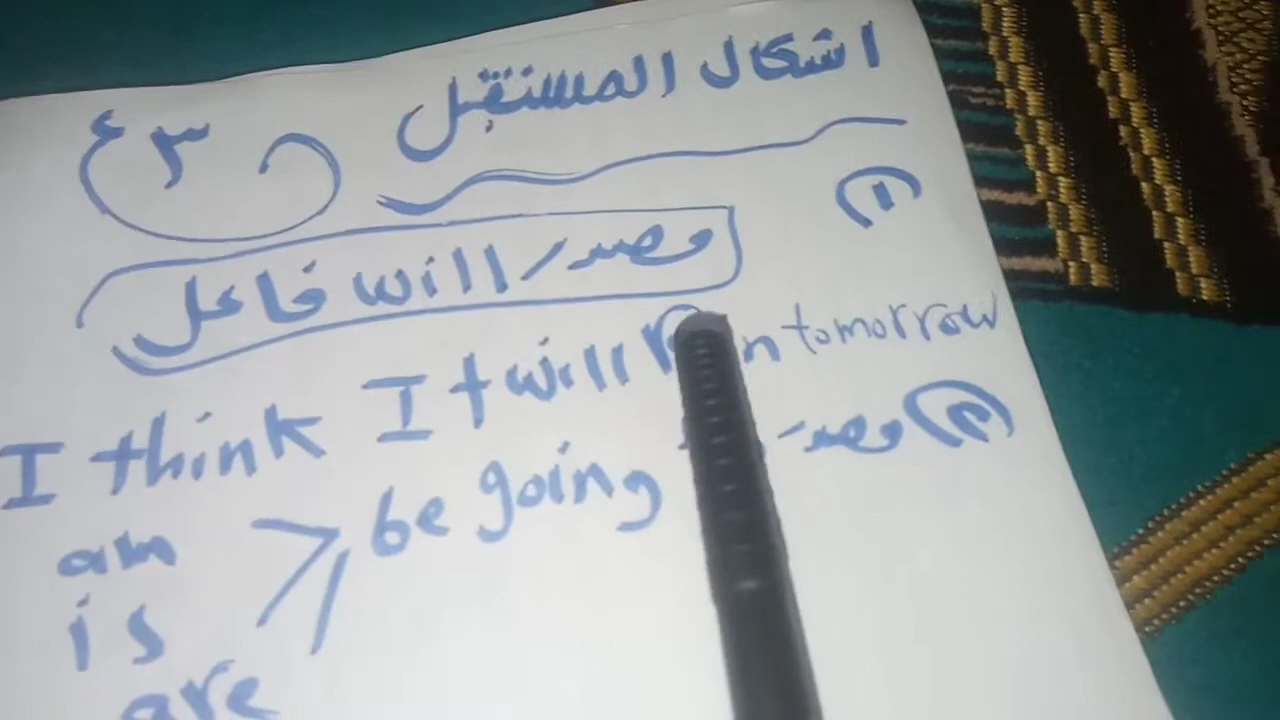 اشكال المستقبل
٣ ع
١
فاعل will / مصدر
I think It will tomorrow
٢
be going مصدر
am
is
are